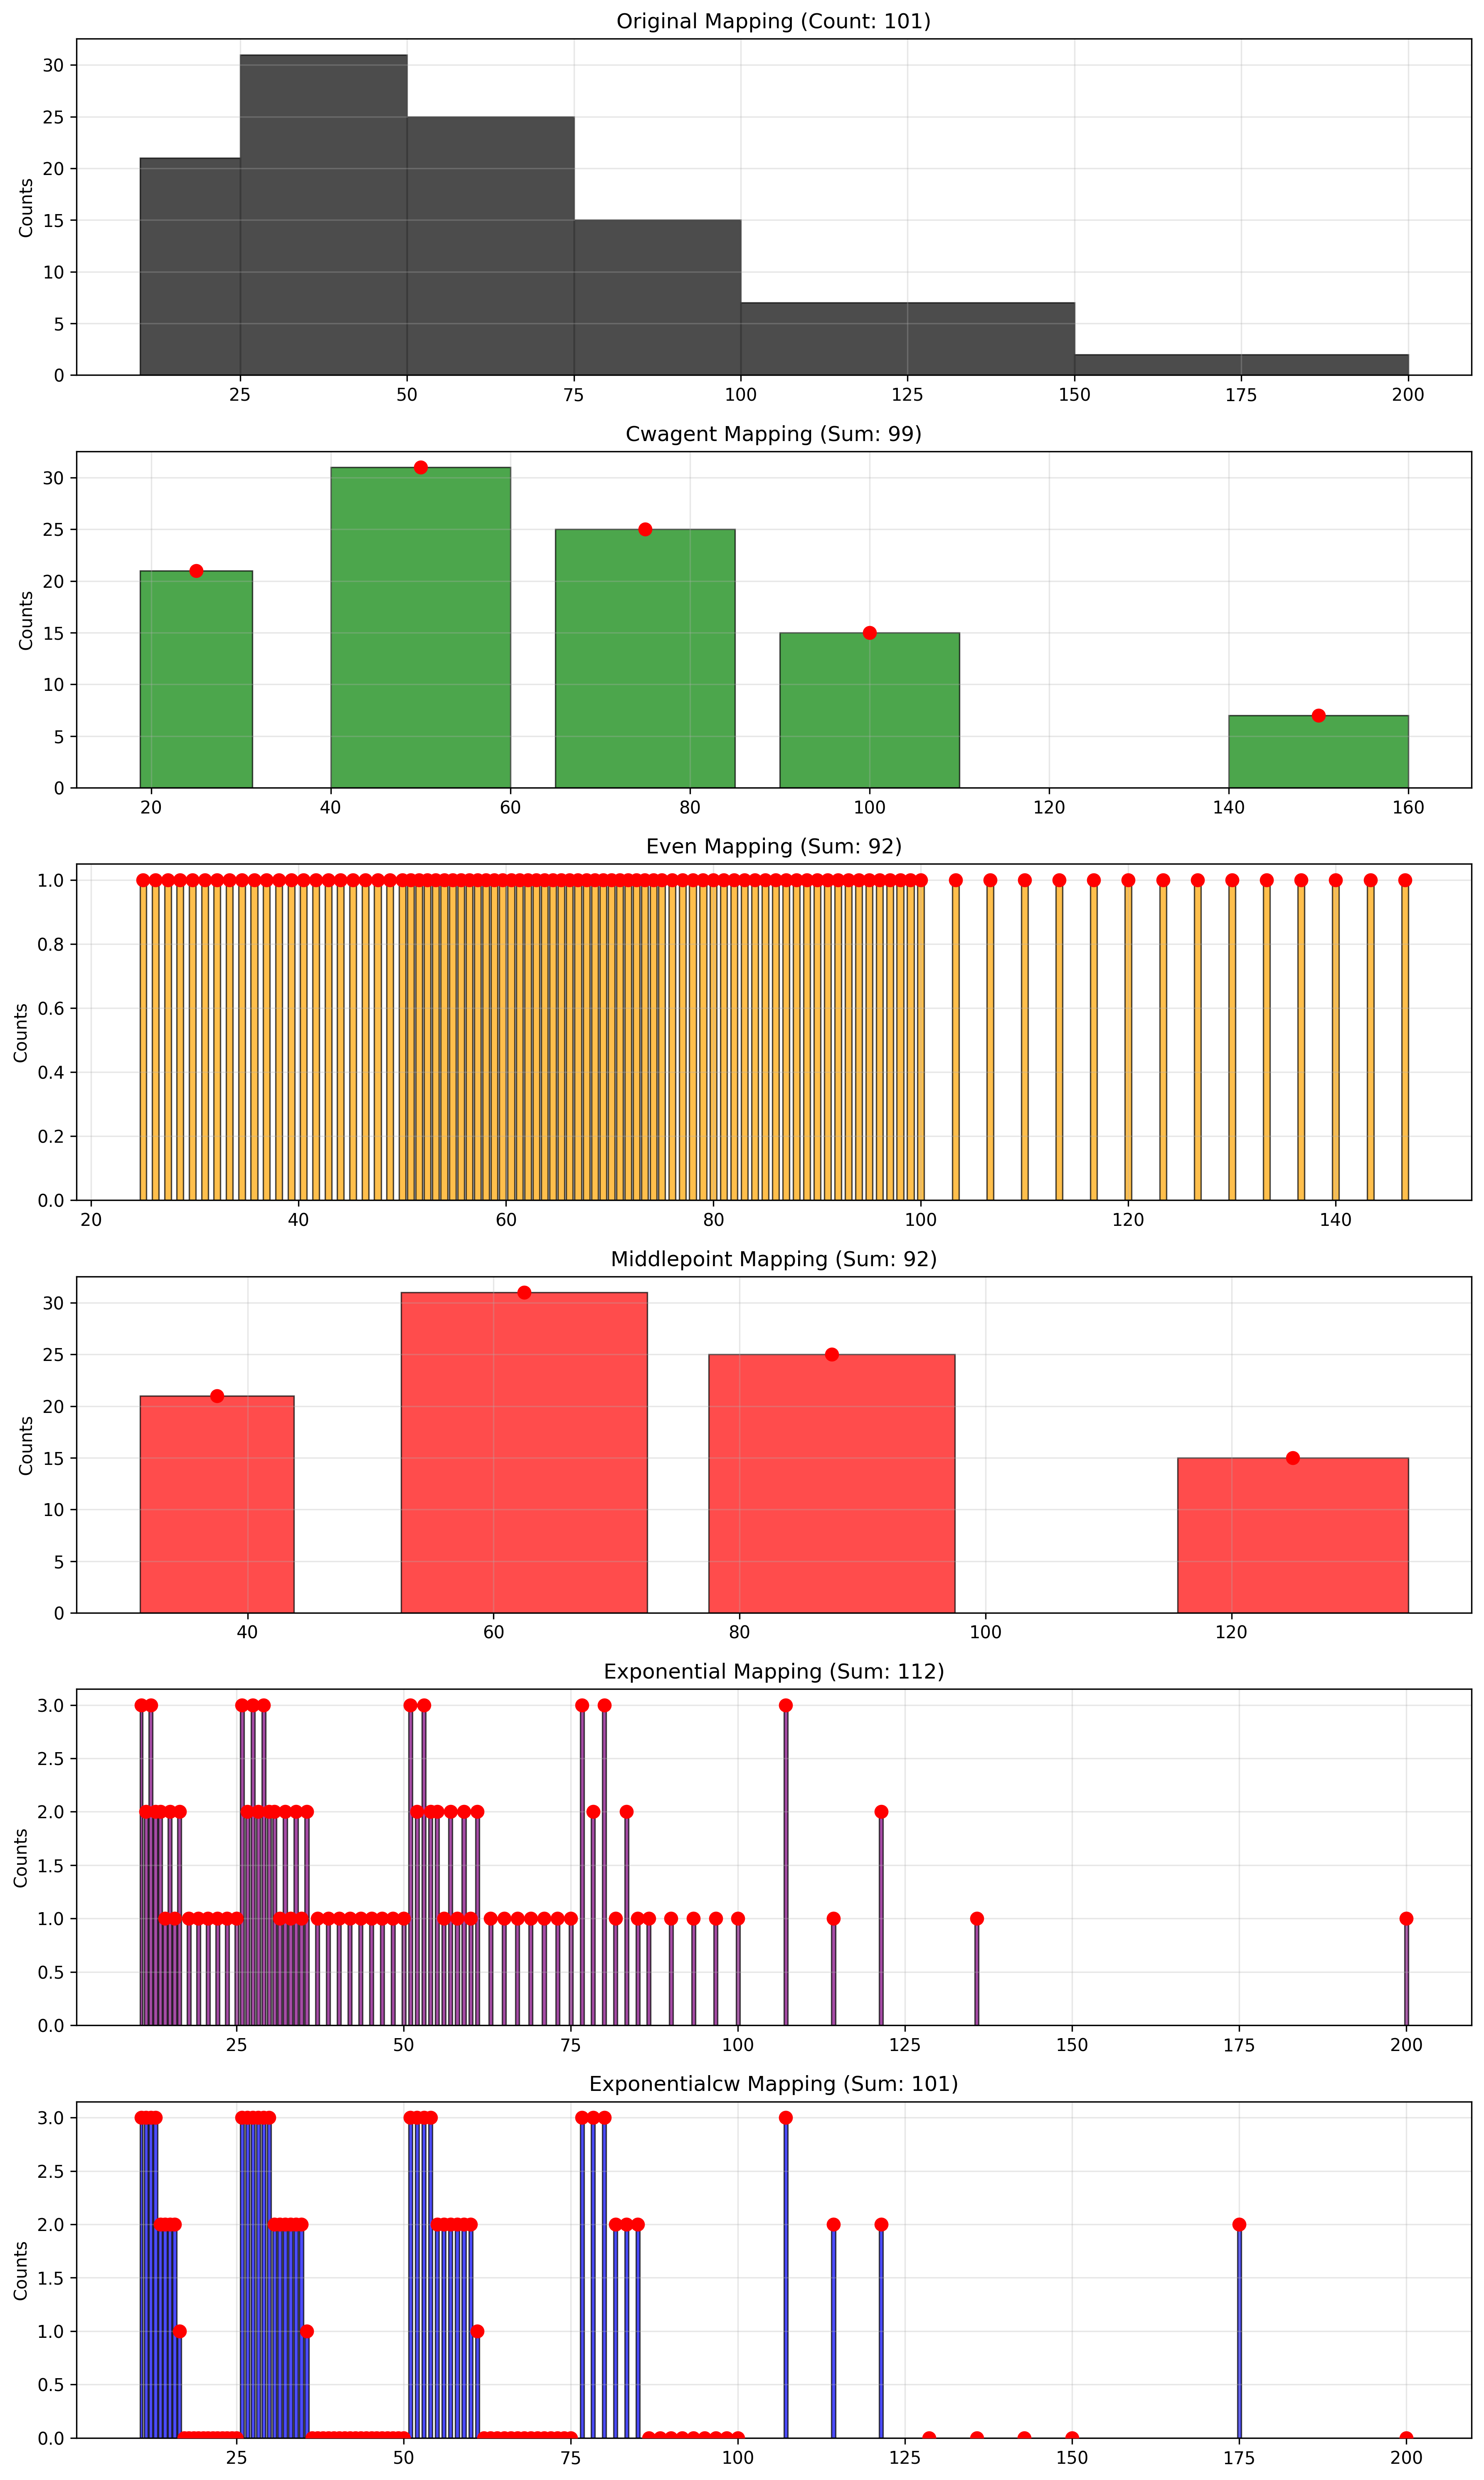 Original Mapping (Count: 101)
30
25
20
15
10
5
0
Counts
25 50 75 100 125 150 175 200
Cwagent Mapping (Sum: 99)
30
25
20
15
10
5
0
Counts
20 40 60 80 100 120 140 160
Even Mapping (Sum: 92)
1.0
0.8
0.6
0.4
0.2
0.0
Counts
20 40 60 80 100 120 140
Middlepoint Mapping (Sum: 92)
30
25
20
15
10
5
0
Counts
40 60 80 100 120
Exponential Mapping (Sum: 112)
3.0
2.5
2.0
1.5
1.0
0.5
0.0
Counts
25 50 75 100 125 150 175 200
Exponentialcw Mapping (Sum: 101)
3.0
2.5
2.0
1.5
1.0
0.5
0.0
Counts
25 50 75 100 125 150 175 200